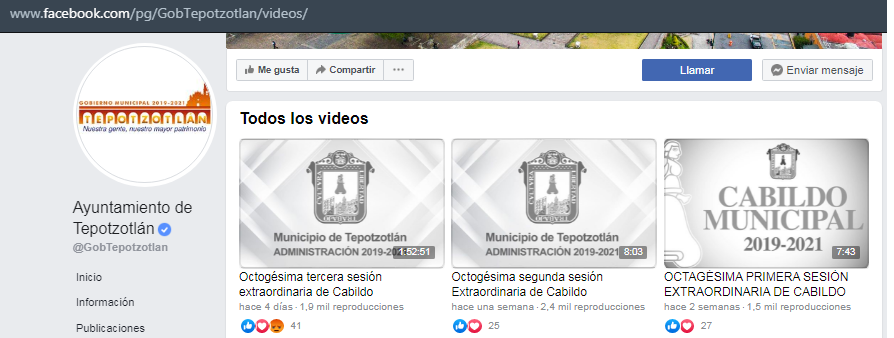 www.facebook.com/pg/GobTepotzotlan/videos/
GOBIERNO MUNICIPAL 2019-2021
TEPOTZOTLÁN
Nuestra gente, nuestro mayor patrimonio
Ayuntamiento de
Tepotzotlán
@GobTepotzotlan
Inicio
Información
Publicaciones
Me gusta
Compartir
Llamar
Enviar mensaje
Todos los videos
Municipio de Tepotzotlán
ADMINISTRACIÓN 2019-2021
1:52:51
Octogésima tercera sesión
extraordinaria de Cabildo
hace 4 días · 1,9 mil reproducciones
41
Municipio de Tepotzotlán
ADMINISTRACIÓN 2019-2021
8:03
Octogésima segunda sesión
Extraordinaria de Cabildo
hace una semana · 2,4 mil reproducciones
25
CABILDO
MUNICIPAL
2019-2021
7:43
OCTAGÉSIMA PRIMERA SESIÓN
EXTRAORDINARIA DE CABILDO
hace 2 semanas · 1,5 mil reproducciones
27